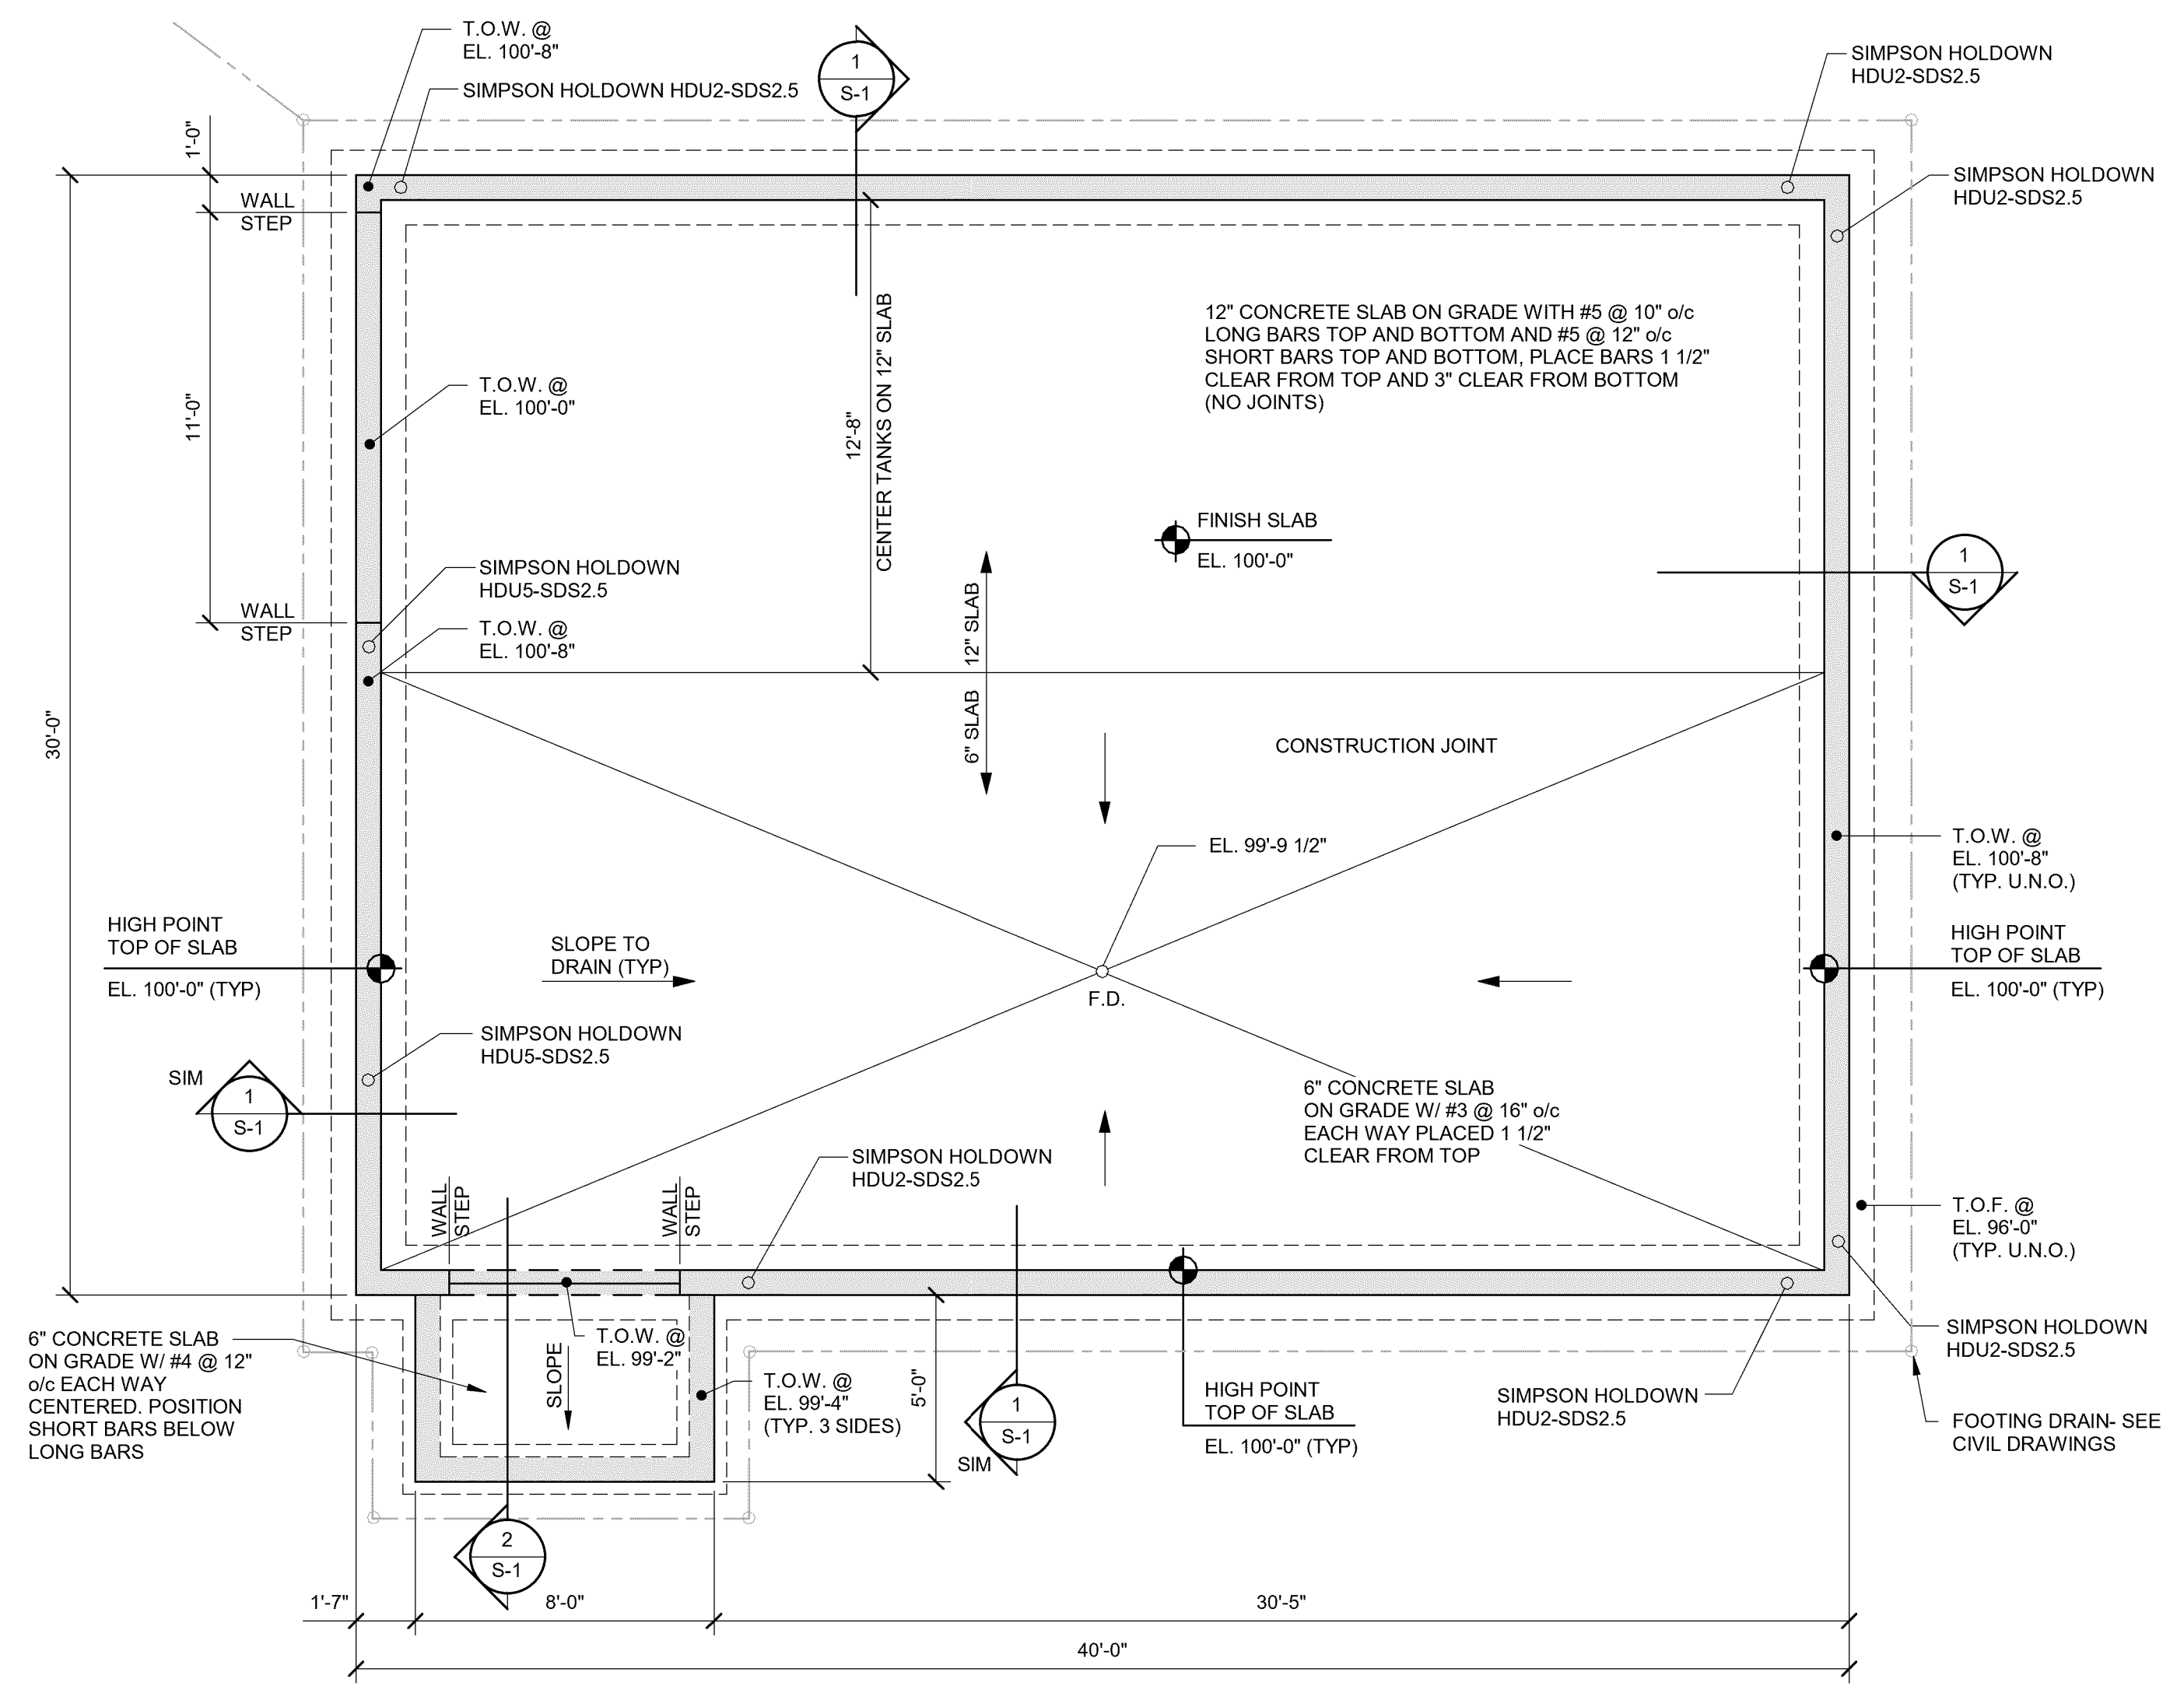 T.O.W. @
EL. 100'-8"
SIMPSON HOLDOWN HDU2-SDS2.5
1
S-1
SIMPSON HOLDOWN
HDU2-SDS2.5
1'-0"
WALL
STEP
SIMPSON HOLDOWN
HDU2-SDS2.5
12" CONCRETE SLAB ON GRADE WITH #5 @ 10" o/c
LONG BARS TOP AND BOTTOM AND #5 @ 12" o/c
SHORT BARS TOP AND BOTTOM, PLACE BARS 1 1/2"
CLEAR FROM TOP AND 3" CLEAR FROM BOTTOM
(NO JOINTS)
T.O.W. @
EL. 100'-0"
11'-0"
12'-8"
CENTER TANKS ON 12" SLAB
FINISH SLAB
EL. 100'-0"
1
S-1
SIMPSON HOLDOWN
HDU5-SDS2.5
WALL
STEP
T.O.W. @
EL. 100'-8"
12" SLAB
6" SLAB
30'-0"
CONSTRUCTION JOINT
EL. 99'-9 1/2"
T.O.W. @
EL. 100'-8"
(TYP. U.N.O.)
HIGH POINT
TOP OF SLAB
EL. 100'-0" (TYP)
SLOPE TO
DRAIN (TYP)
F.D.
HIGH POINT
TOP OF SLAB
EL. 100'-0" (TYP)
SIMPSON HOLDOWN
HDU5-SDS2.5
SIM
1
S-1
6" CONCRETE SLAB
ON GRADE W/ #3 @ 16" o/c
EACH WAY PLACED 1 1/2"
CLEAR FROM TOP
SIMPSON HOLDOWN
HDU2-SDS2.5
WALL
STEP
WALL
STEP
T.O.F. @
EL. 96'-0"
(TYP. U.N.O.)
6" CONCRETE SLAB
ON GRADE W/ #4 @ 12"
o/c EACH WAY
CENTERED. POSITION
SHORT BARS BELOW
LONG BARS
T.O.W. @
EL. 99'-2"
SLOPE
T.O.W. @
EL. 99'-4"
(TYP. 3 SIDES)
5'-0"
1
S-1
SIM
HIGH POINT
TOP OF SLAB
EL. 100'-0" (TYP)
SIMPSON HOLDOWN
HDU2-SDS2.5
SIMPSON HOLDOWN
HDU2-SDS2.5
FOOTING DRAIN- SEE
CIVIL DRAWINGS
2
S-1
1'-7"
8'-0"
30'-5"
40'-0"